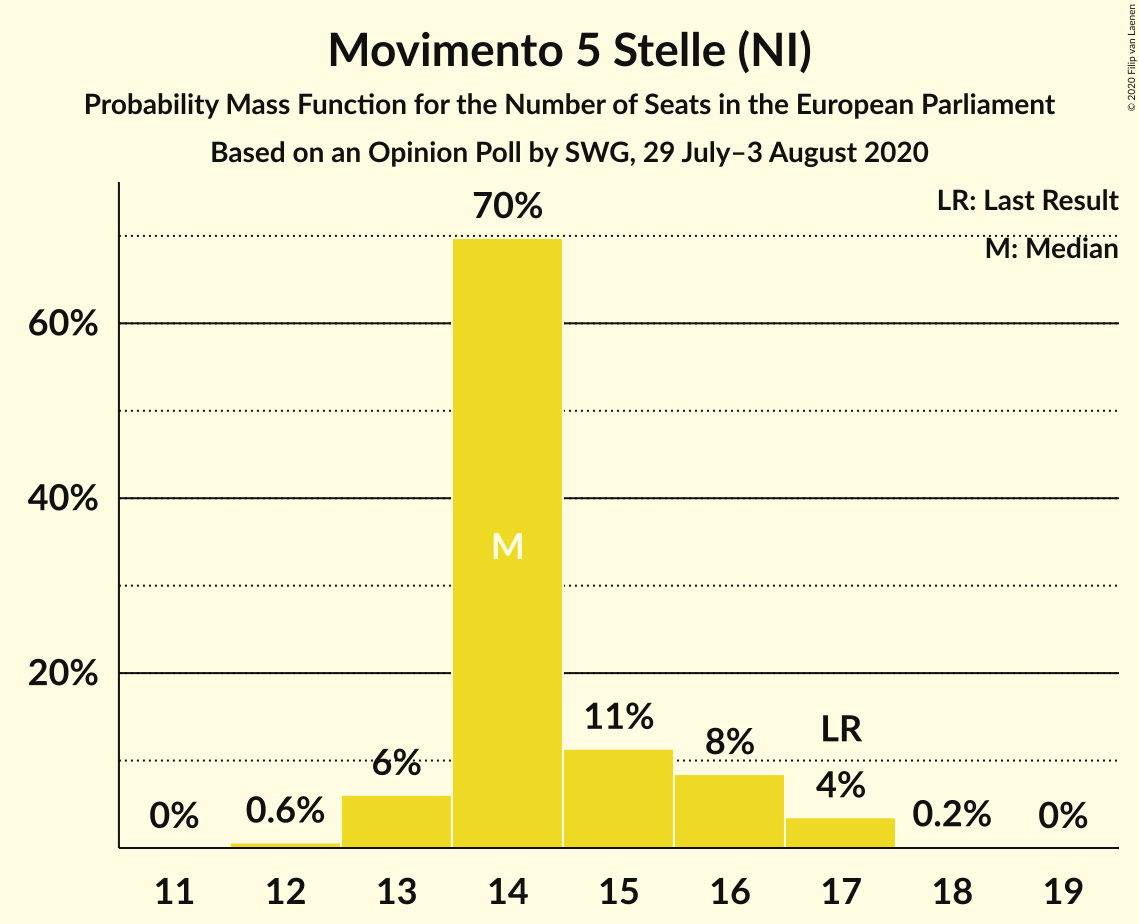 Movimento 5 Stelle (NI)
Probability Mass Function for the Number of Seats in the European Parliament
Based on an Opinion Poll by SWG, 29 July–3 August 2020
© 2020 Filip van Laenen
LR: Last Result
M: Median
60%
40%
20%
0%
0.6%
6%
70%
M
11%
8%
LR
4%
0.2%
0%
11 12 13 14 15 16 17 18 19